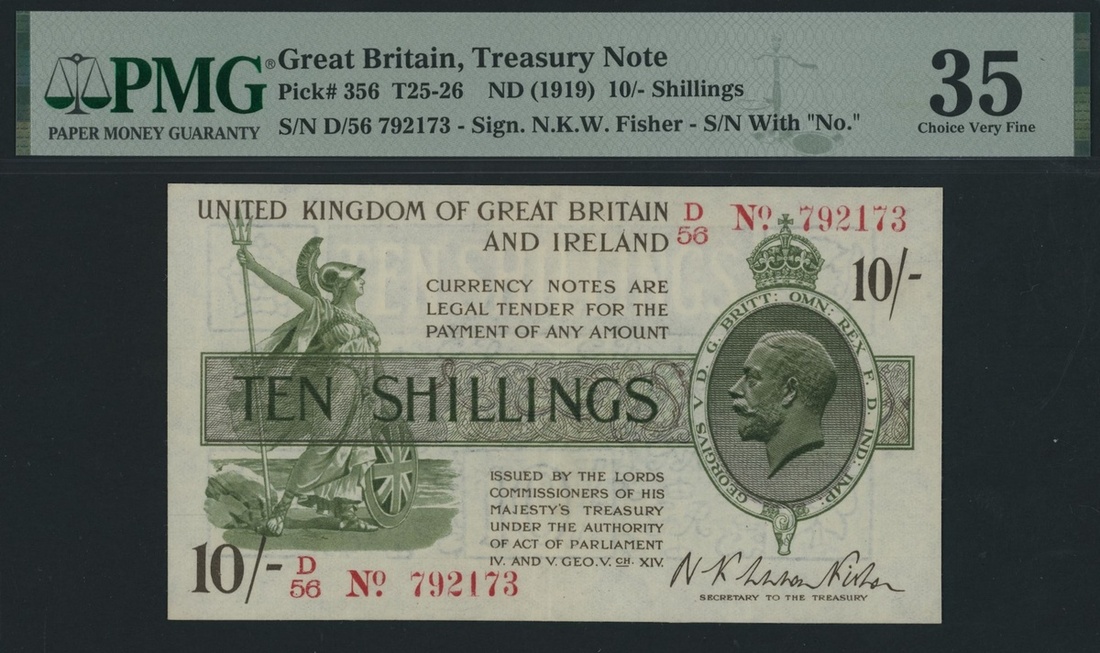 PMG®
PAPER MONEY GUARANTY
Great Britain, Treasury Note
Pick# 356 T25-26 ND (1919) 10/- Shillings
S/N D/56 792173 - Sign. N.K.W. Fisher - S/N With "No."
35
Choice Very Fine
UNITED KINGDOM OF GREAT BRITAIN
AND IRELAND
D/56 No. 792173
10/-
CURRENCY NOTES ARE
LEGAL TENDER FOR THE
PAYMENT OF ANY AMOUNT
GEORGIVS V D. G. BRITT: OMN: REX F. D. IND: IMP:
TEN SHILLINGS
ISSUED BY THE LORDS
COMMISSIONERS OF HIS
MAJESTY'S TREASURY
UNDER THE AUTHORITY
OF ACT OF PARLIAMENT
IV. AND V. GEO. V. CH. XIV.
10/-
D/56 No 792173
SECRETARY TO THE TREASURY